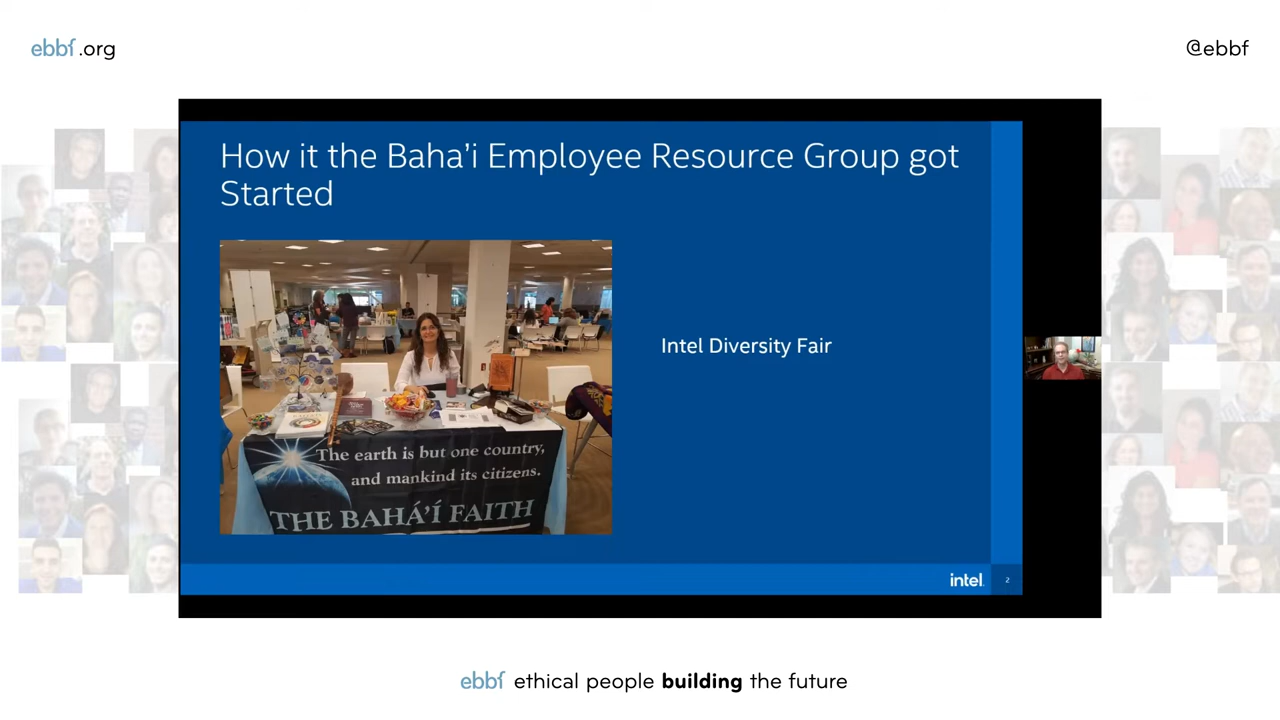 ebbf.org
@ebbf
How it the Baha'i Employee Resource Group got
Started
Intel Diversity Fair
The earth is but one country,
and mankind its citizens.
THE BAHÁ'Í FAITH
intel.
2
ebbf ethical people building the future